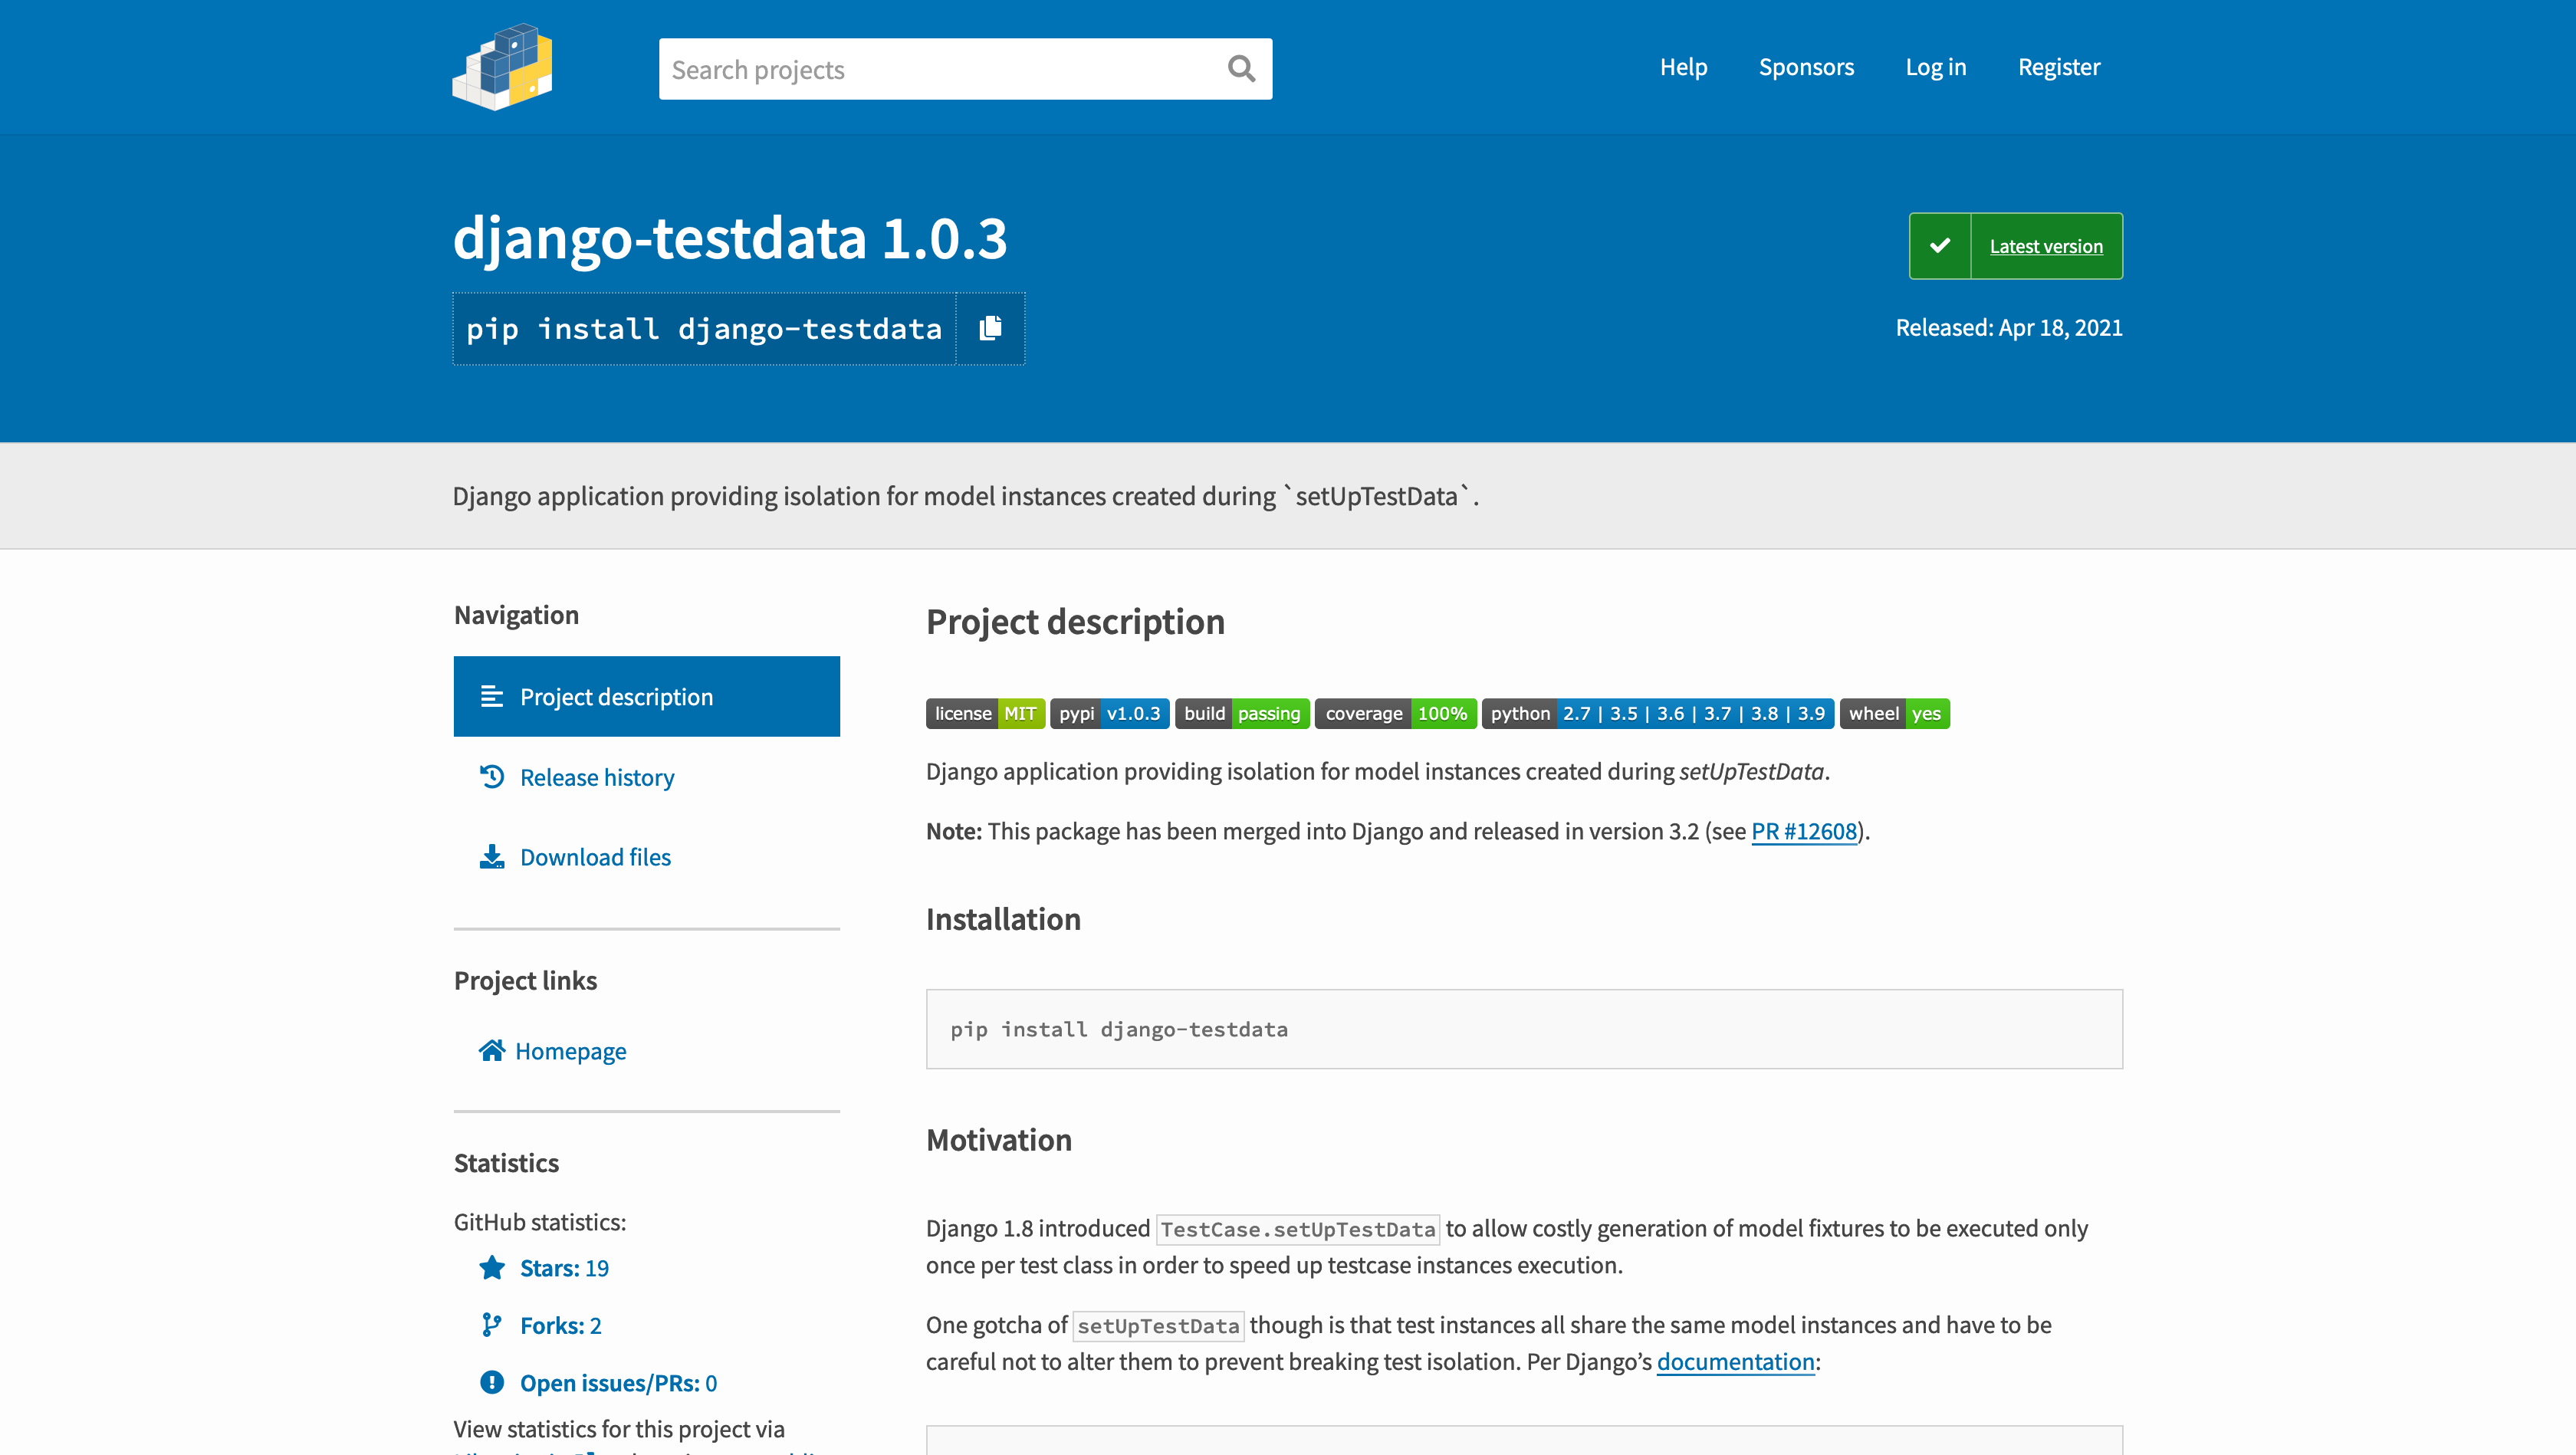 Search projects
Help
Sponsors
Log in
Register
django-testdata 1.0.3
pip install django-testdata
Latest version
Released: Apr 18, 2021
Django application providing isolation for model instances created during `setUpTestData`.
Navigation
Project description
Release history
Download files
Project links
Homepage
Statistics
GitHub statistics:
Stars: 19
Forks: 2
Open issues/PRs: 0
View statistics for this project via
Project description
license MIT pypi v1.0.3 build passing coverage 100% python 2.7 | 3.5 | 3.6 | 3.7 | 3.8 | 3.9 wheel yes
Django application providing isolation for model instances created during setUpTestData.
Note: This package has been merged into Django and released in version 3.2 (see PR #12608).
Installation
pip install django-testdata
Motivation
Django 1.8 introduced TestCase.setUpTestData to allow costly generation of model fixtures to be executed only
once per test class in order to speed up testcase instances execution.
One gotcha of setUpTestData though is that test instances all share the same model instances and have to be
careful not to alter them to prevent breaking test isolation. Per Django’s documentation: